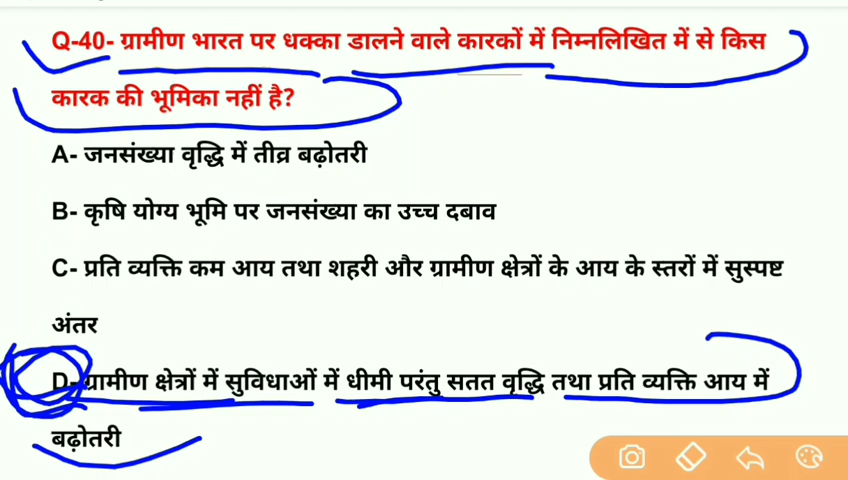 Q-40- ग्रामीण भारत पर धक्का डालने वाले कारकों में निम्नलिखित में से किस
कारक की भूमिका नहीं है?
A- जनसंख्या वृद्धि में तीव्र बढ़ोतरी
B- कृषि योग्य भूमि पर जनसंख्या का उच्च दबाव
C- प्रति व्यक्ति कम आय तथा शहरी और ग्रामीण क्षेत्रों के आय के स्तरों में सुस्पष्ट
अंतर
D- ग्रामीण क्षेत्रों में सुविधाओं में धीमी परंतु सतत वृद्धि तथा प्रति व्यक्ति आय में
बढ़ोतरी